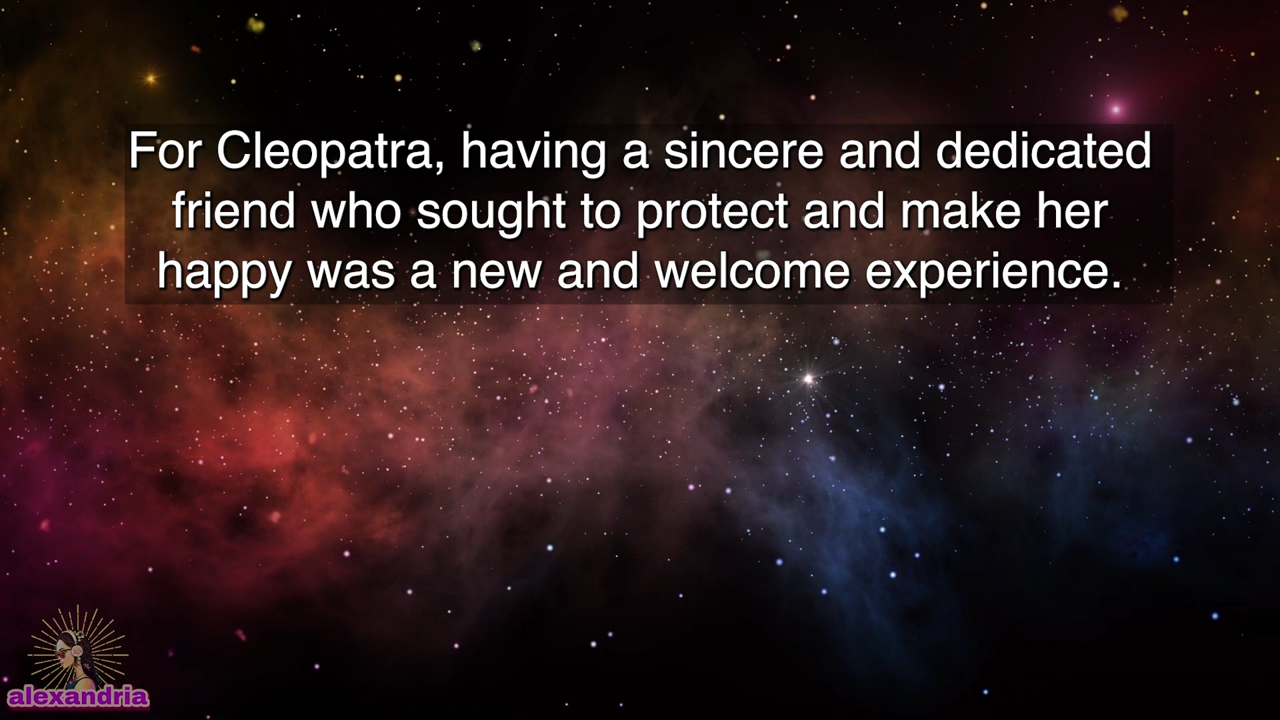 For Cleopatra, having a sincere and dedicated
friend who sought to protect and make her
happy was a new and welcome experience.
alexandria